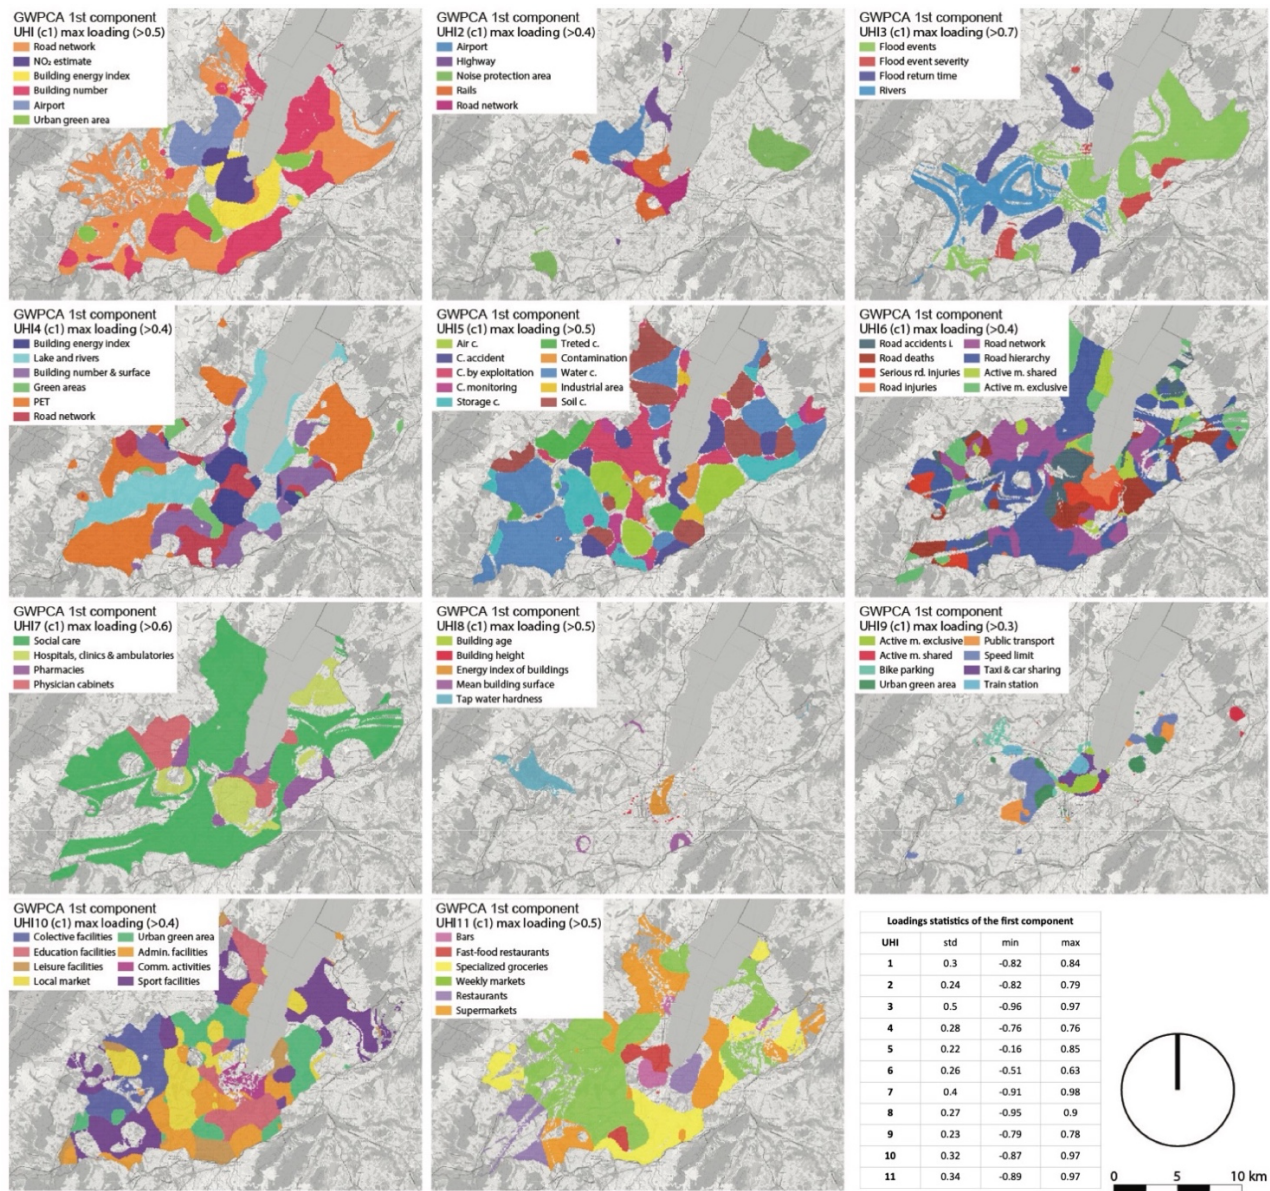 GWPCA 1st component
UHI (c1) max loading (>0.5)
Road network
NO₂ estimate
Building energy index
Building number
Airport
Urban green area
GWPCA 1st component
UHI2 (c1) max loading (>0.4)
Airport
Highway
Noise protection area
Rails
Road network
GWPCA 1st component
UHI3 (c1) max loading (>0.7)
Flood events
Flood event severity
Flood return time
Rivers
GWPCA 1st component
UHI4 (c1) max loading (>0.4)
Building energy index
Lake and rivers
Building number & surface
Green areas
PET
Road network
GWPCA 1st component
UHI5 (c1) max loading (>0.5)
Air c. Treted c.
C. accident Contamination
C. by exploitation Water c.
C. monitoring Industrial area
Storage c. Soil c.
GWPCA 1st component
UHI6 (c1) max loading (>0.4)
Road accidents i. Road network
Road deaths Road hierarchy
Serious rd. injuries Active m. shared
Road injuries Active m. exclusive
GWPCA 1st component
UHI7 (c1) max loading (>0.6)
Social care
Hospitals, clinics & ambulatories
Pharmacies
Physician cabinets
GWPCA 1st component
UHI8 (c1) max loading (>0.5)
Building age
Building height
Energy index of buildings
Mean building surface
Tap water hardness
GWPCA 1st component
UHI9 (c1) max loading (>0.3)
Active m. exclusive Public transport
Active m. shared Speed limit
Bike parking Taxi & car sharing
Urban green area Train station
GWPCA 1st component
UHI10 (c1) max loading (>0.4)
Colective facilities Urban green area
Education facilities Admin. facilities
Leisure facilities Comm. activities
Local market Sport facilities
GWPCA 1st component
UHI11 (c1) max loading (>0.5)
Bars
Fast-food restaurants
Specialized groceries
Weekly markets
Restaurants
Supermarkets
Loadings statistics of the first component
UHI std min max
1 0.3 -0.82 0.84
2 0.24 -0.82 0.79
3 0.5 -0.96 0.97
4 0.28 -0.76 0.76
5 0.22 -0.16 0.85
6 0.26 -0.51 0.63
7 0.4 -0.91 0.98
8 0.27 -0.95 0.9
9 0.23 -0.79 0.78
10 0.32 -0.87 0.97
11 0.34 -0.89 0.97
0 5 10 km